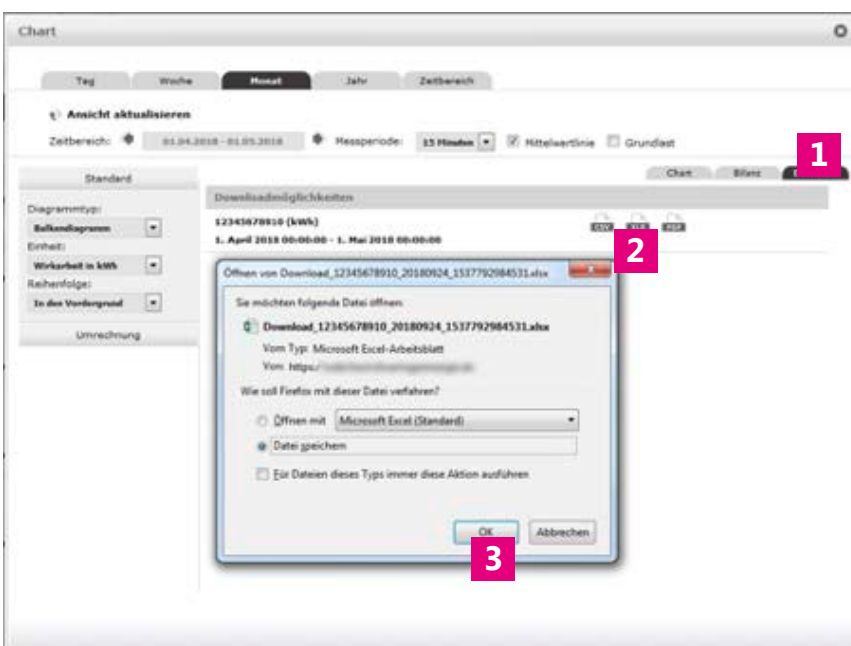 Chart
Tag Woche Monat Jahr Zeitbereich
Ansicht aktualisieren
Zeitbereich: 01.04.2018 - 01.05.2018 Messperiode: 15 Minuten Mittelwertlinie Grundlast
1
Standard
Chart Bilanz
Downloadmöglichkeiten
Diagrammtyp:
Balkendiagramm
12345678910 (kWh)
CSV XLS PDF
1. April 2018 00:00:00 - 1. Mai 2018 00:00:00
2
Einheit:
Wirkarbeit in kWh
Reihenfolge:
In den Vordergrund
Umrechnung
Öffnen von Download_12345678910_20180924_1537792984531.xlsx
Sie möchten folgende Datei öffnen
Download_12345678910_20180924_1537792984531.xlsx
Vom Typ: Microsoft Excel-Arbeitsblatt
Von: https:/
Wie soll Firefox mit dieser Datei verfahren?
Öffnen mit Microsoft Excel (Standard)
Datei speichern
Für Dateien dieses Typs immer diese Aktion ausführen
OK Abbrechen
3